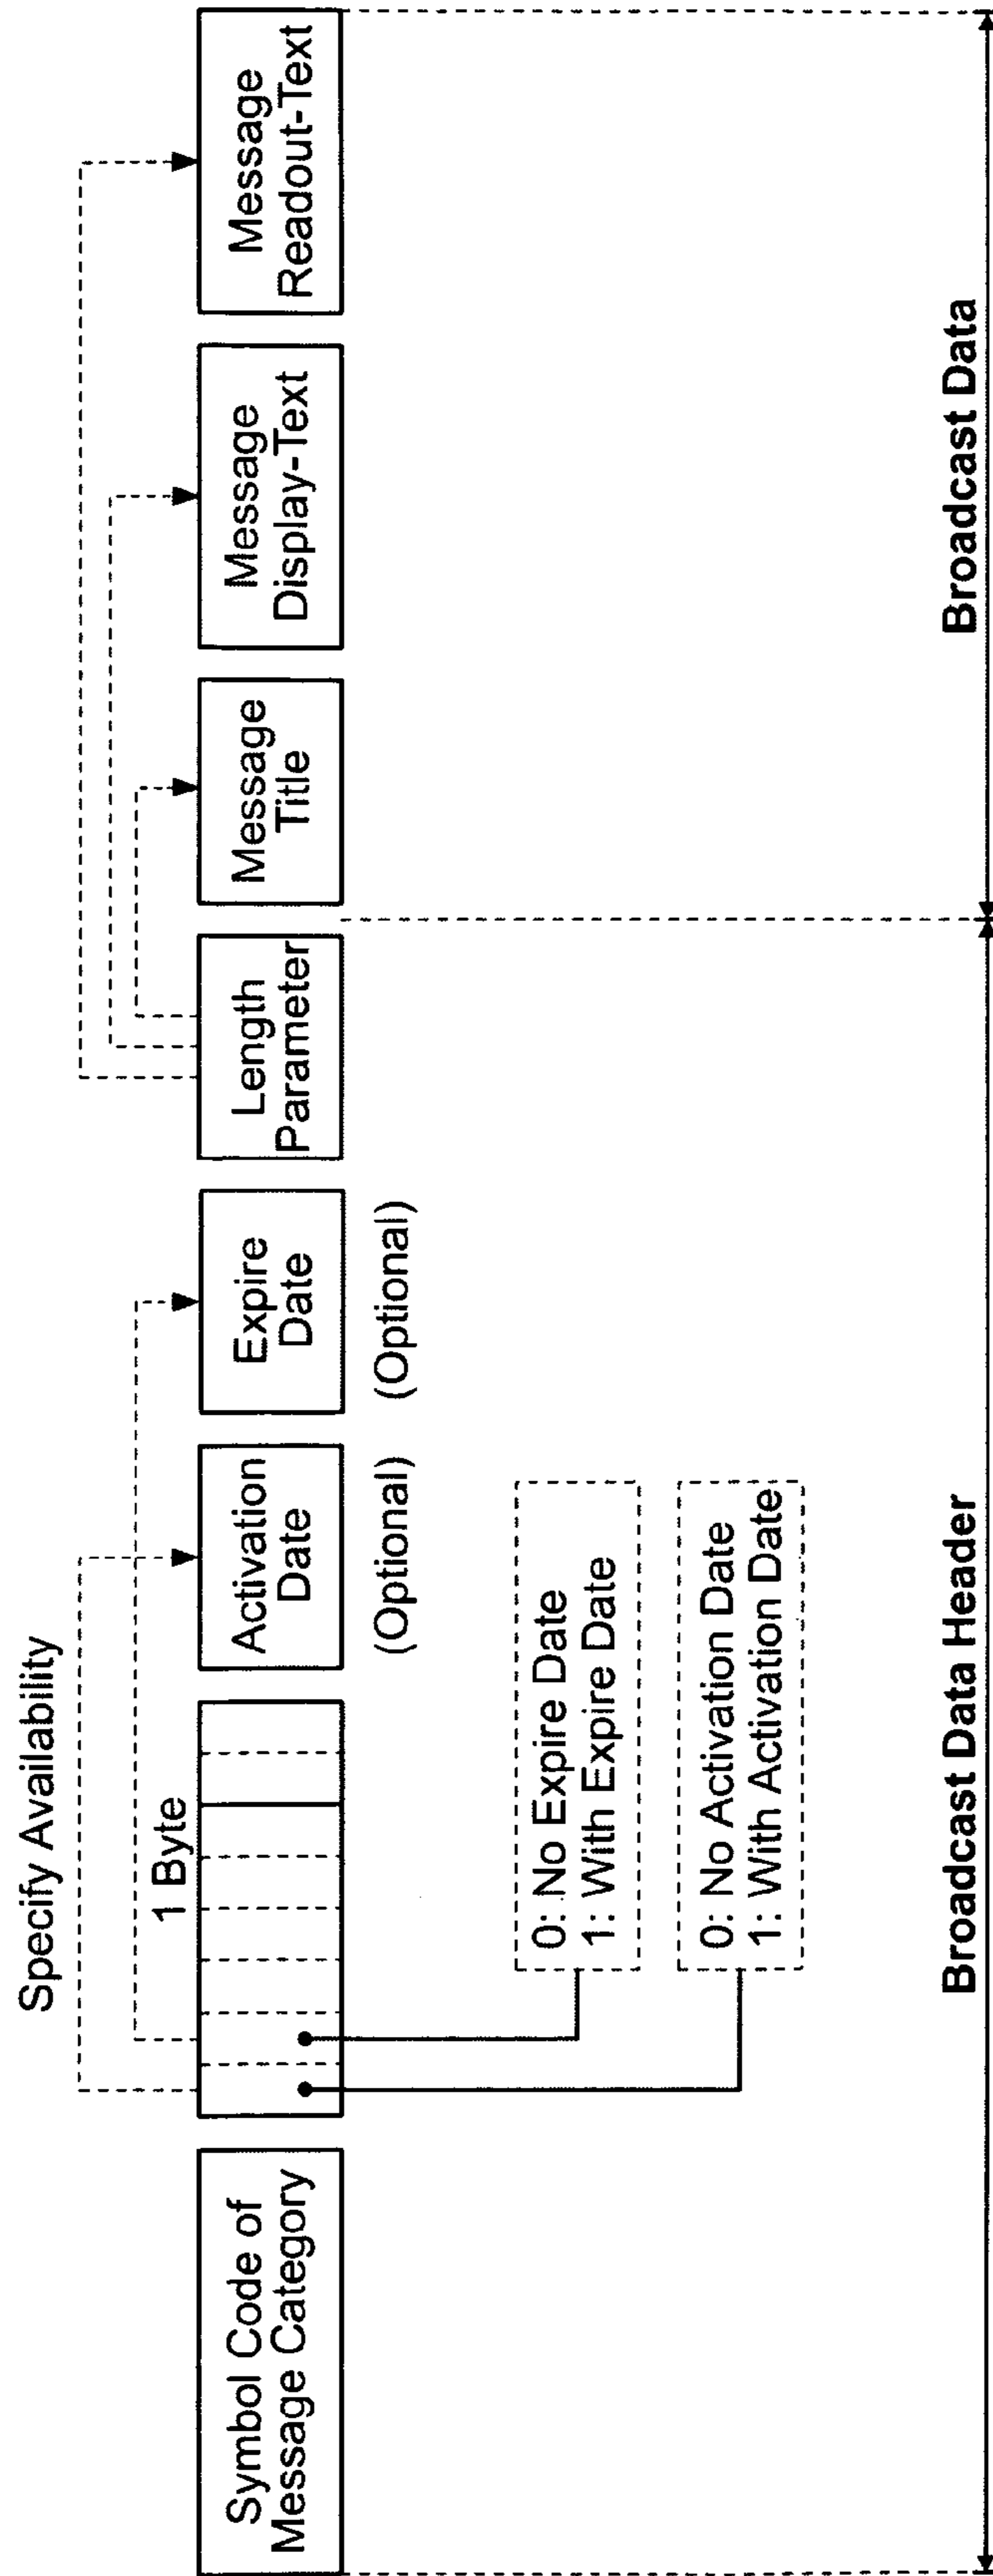 Specify Availability
1 Byte
Symbol Code of
Message Category
Activation
Date
(Optional)
Expire
Date
(Optional)
Length
Parameter
Message
Title
Message
Display-Text
Message
Readout-Text
0: No Expire Date
1: With Expire Date
0: No Activation Date
1: With Activation Date
Broadcast Data Header
Broadcast Data